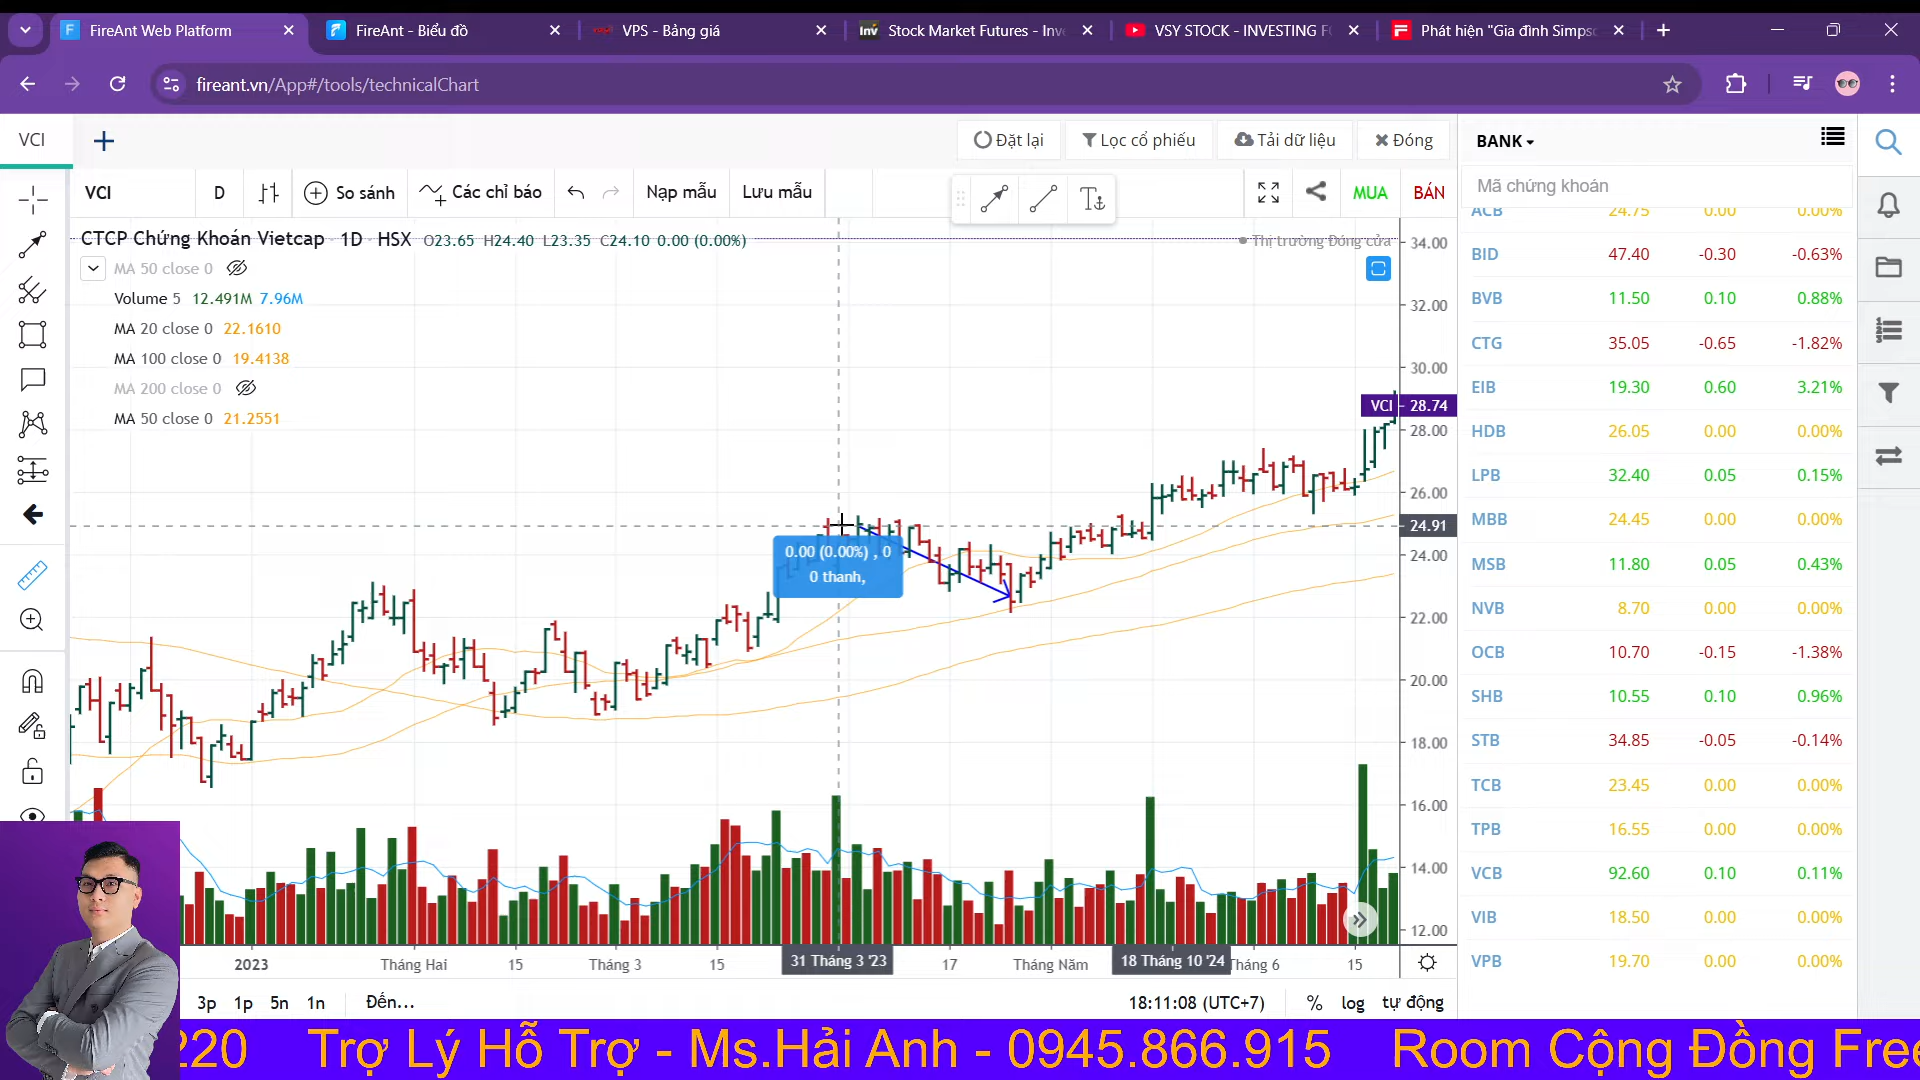 FireAnt Web Platform
FireAnt - Biểu đồ
VPS - Bảng giá
Stock Market Futures - Inve
VSY STOCK - INVESTING F
Phát hiện "Gia đình Simps
fireant.vn/App#/tools/technicalChart
VCI
Đặt lại
Lọc cổ phiếu
Tải dữ liệu
Đóng
BANK
VCI
D
So sánh
Các chỉ báo
Nạp mẫu
Lưu mẫu
MUA
BÁN
Mã chứng khoán
CTCP Chứng Khoán Vietcap · 1D · HSX O23.65 H24.40 L23.35 C24.10 0.00 (0.00%)
Thị trường Đóng cửa
MA 50 close 0
Volume 5 12.491M 7.96M
MA 20 close 0 22.1610
MA 100 close 0 19.4138
MA 200 close 0
MA 50 close 0 21.2551
34.00
32.00
30.00
VCI 28.74
28.00
26.00
24.91
24.00
22.00
20.00
18.00
16.00
14.00
12.00
0.00 (0.00%) , 0
0 thanh,
ACB 24.75 0.00 0.00%
BID 47.40 -0.30 -0.63%
BVB 11.50 0.10 0.88%
CTG 35.05 -0.65 -1.82%
EIB 19.30 0.60 3.21%
HDB 26.05 0.00 0.00%
LPB 32.40 0.05 0.15%
MBB 24.45 0.00 0.00%
MSB 11.80 0.05 0.43%
NVB 8.70 0.00 0.00%
OCB 10.70 -0.15 -1.38%
SHB 10.55 0.10 0.96%
STB 34.85 -0.05 -0.14%
TCB 23.45 0.00 0.00%
TPB 16.55 0.00 0.00%
VCB 92.60 0.10 0.11%
VIB 18.50 0.00 0.00%
VPB 19.70 0.00 0.00%
2023 Tháng Hai 15 Tháng 3 15 31 Tháng 3 '23 17 Tháng Năm 18 Tháng 10 '24 Tháng 6 15
3p 1p 5n 1n Đến...
18:11:08 (UTC+7) % log tự động
220 Trợ Lý Hỗ Trợ - Ms.Hải Anh - 0945.866.915 Room Cộng Đồng Free